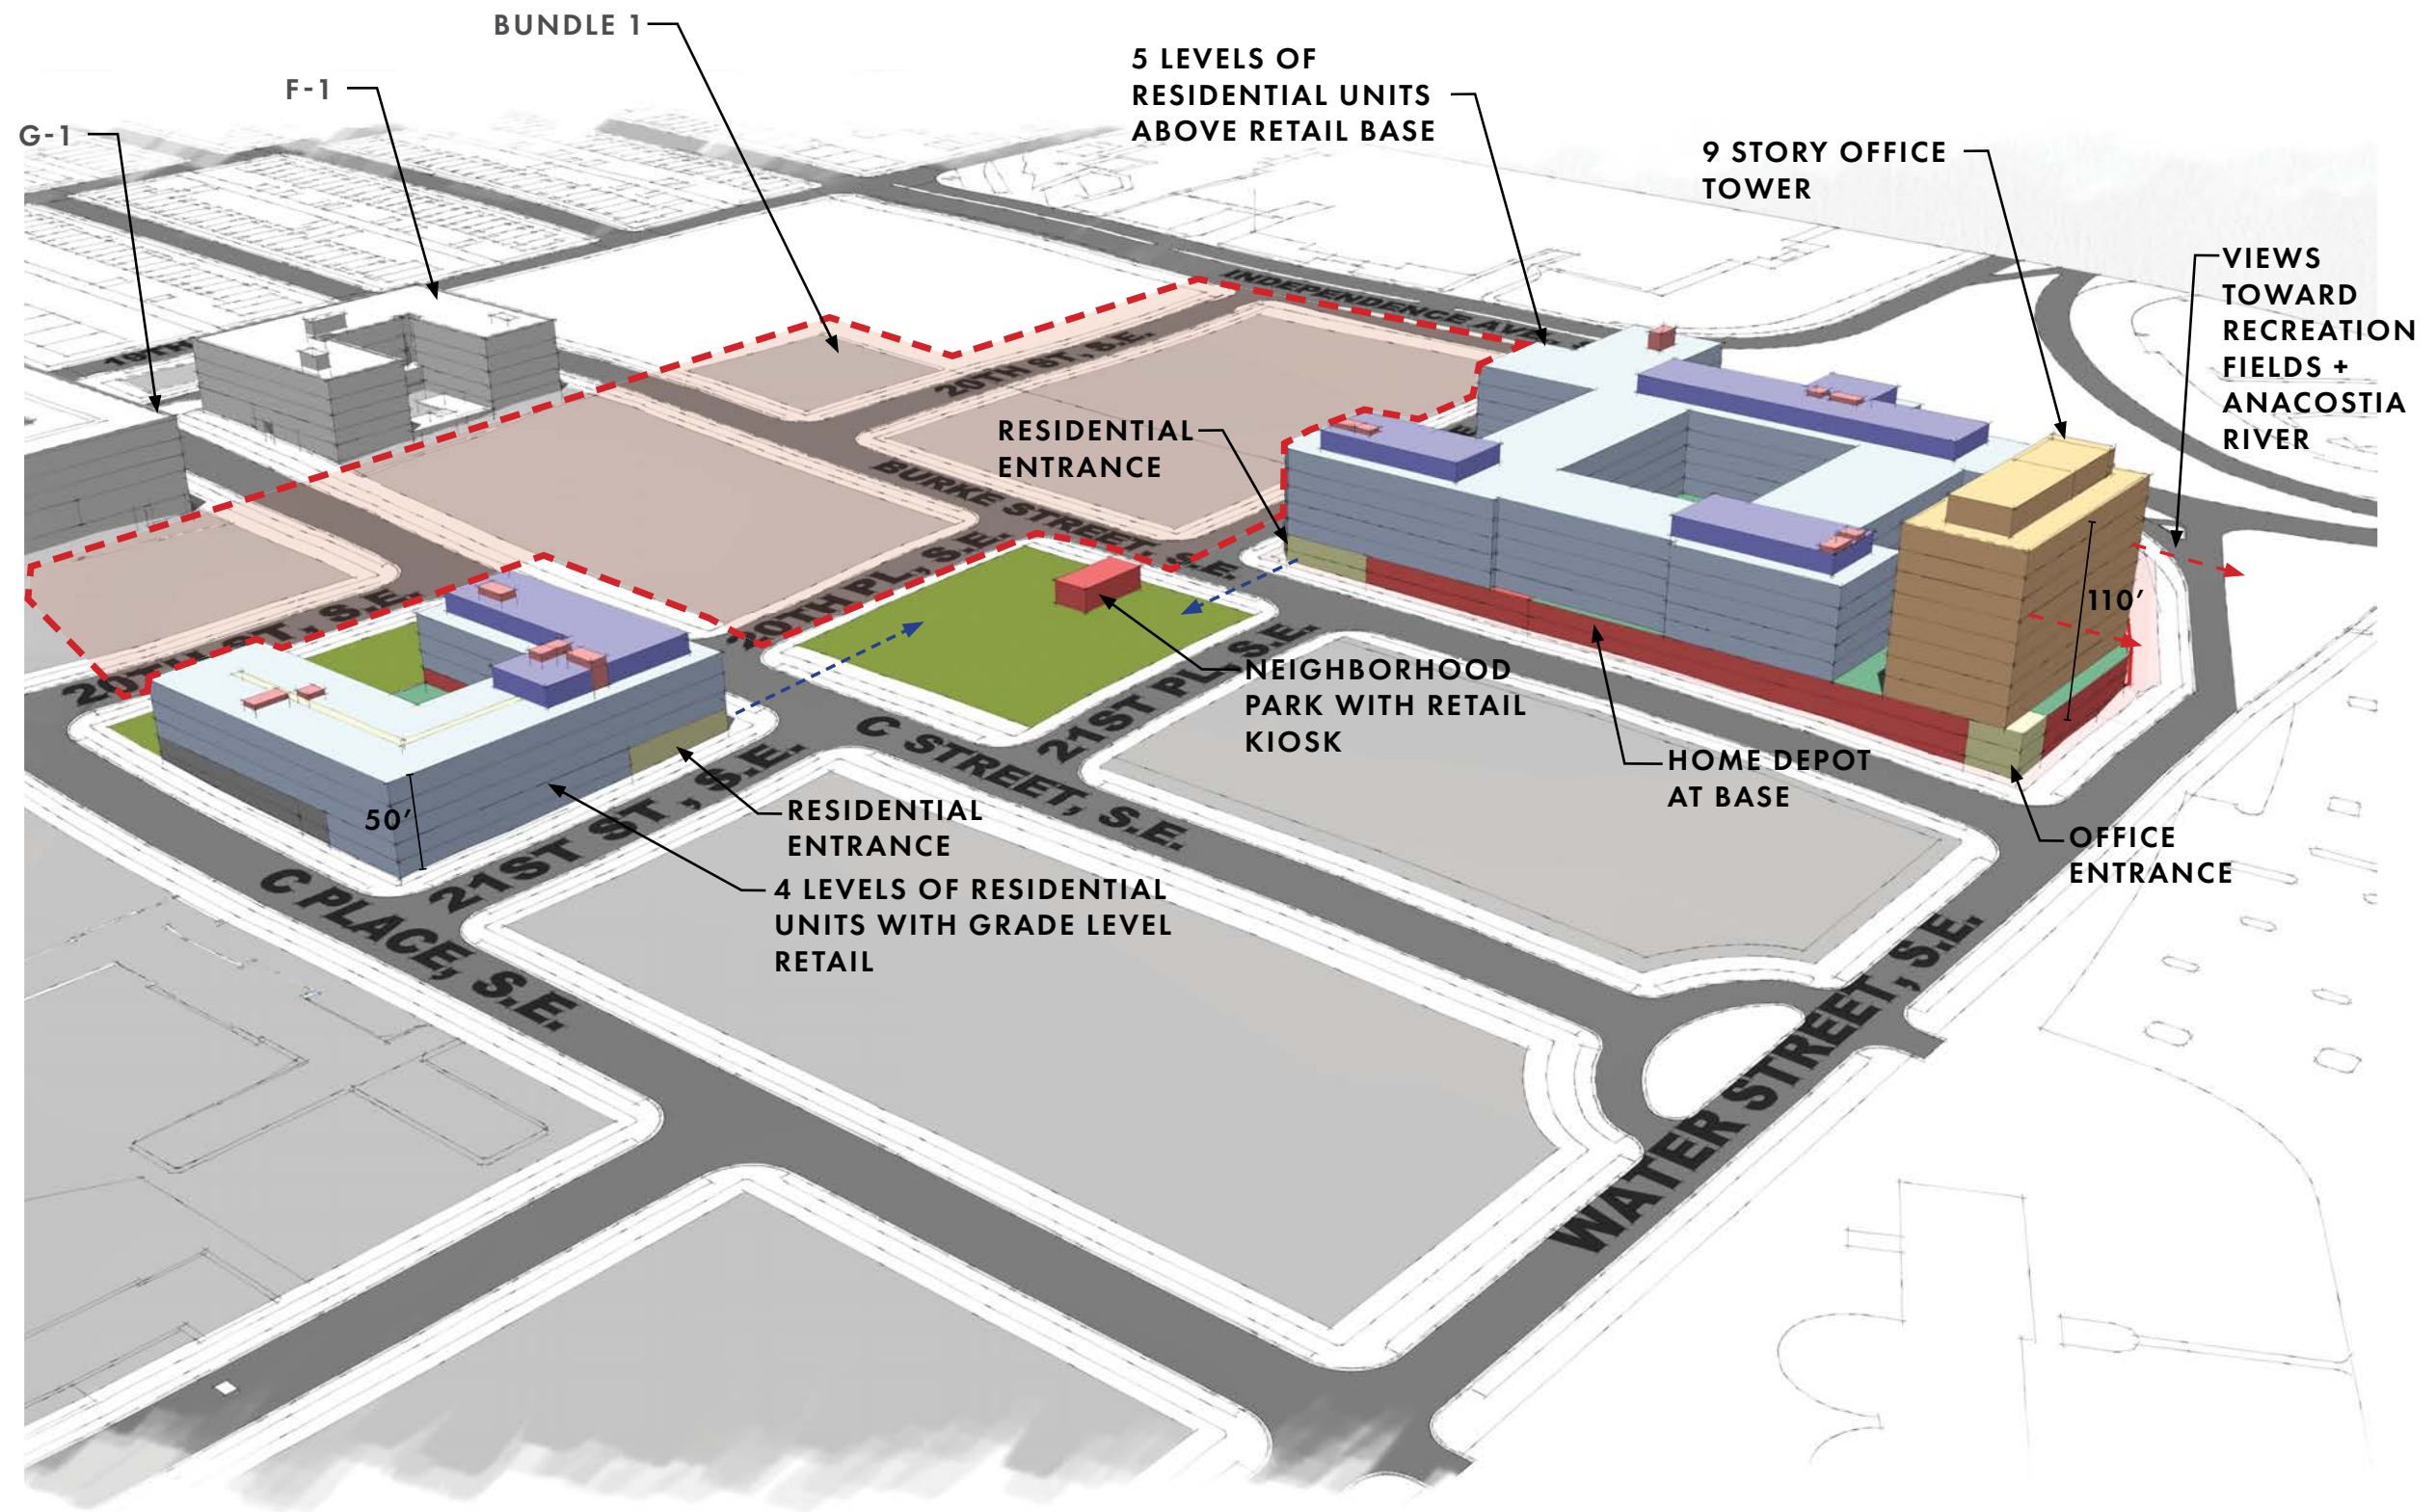 BUNDLE 1
F-1
G-1
5 LEVELS OF
RESIDENTIAL UNITS
ABOVE RETAIL BASE
9 STORY OFFICE
TOWER
VIEWS
TOWARD
RECREATION
FIELDS +
ANACOSTIA
RIVER
INDEPENDENCE AVE
20TH ST, S.E.
RESIDENTIAL
ENTRANCE
BURKE STREET, S.E.
20TH PL, S.E.
110'
20TH ST, S.E.
21ST PL, S.E.
NEIGHBORHOOD
PARK WITH RETAIL
KIOSK
HOME DEPOT
AT BASE
OFFICE
ENTRANCE
C STREET, S.E.
50'
21ST ST, S.E.
RESIDENTIAL
ENTRANCE
4 LEVELS OF RESIDENTIAL
UNITS WITH GRADE LEVEL
RETAIL
C PLACE, S.E.
WATER STREET, S.E.